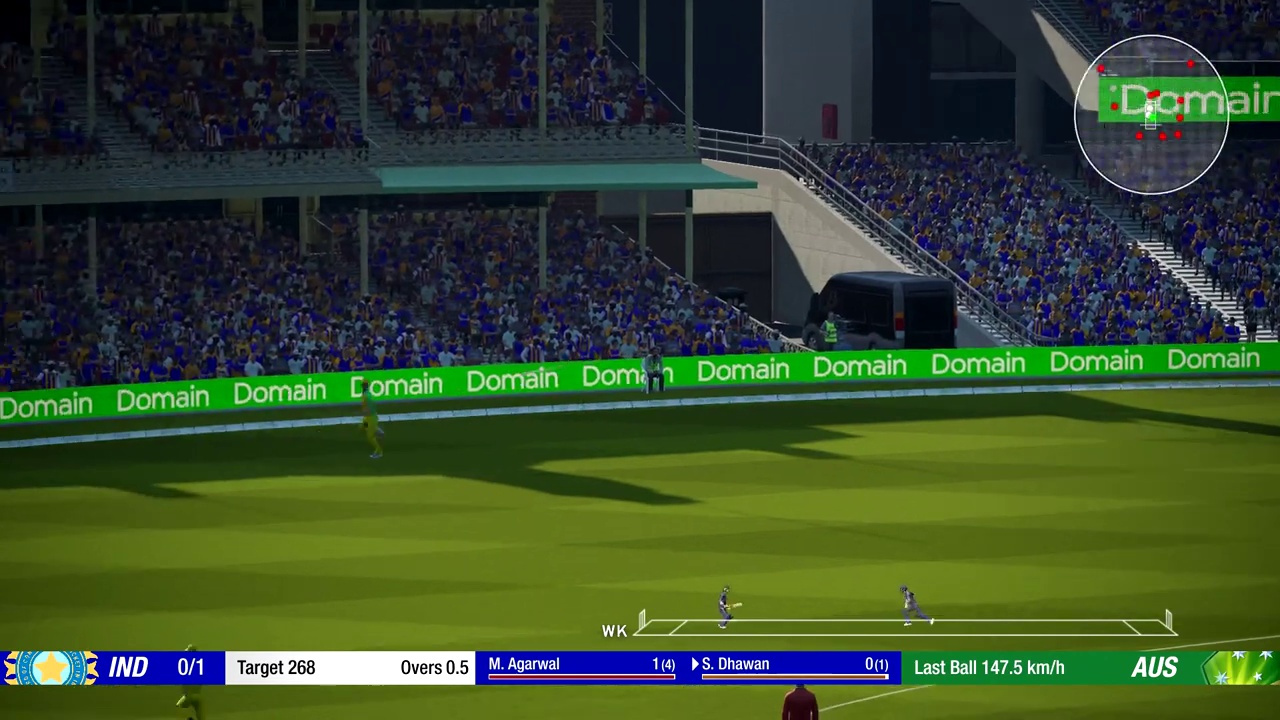 Domain
Domain Domain Domain Domain Domain Domain Domain Domain Domain Domain Domain
WK
IND 0/1 Target 268 Overs 0.5 M. Agarwal 1(4) S. Dhawan 0(1) Last Ball 147.5 km/h AUS